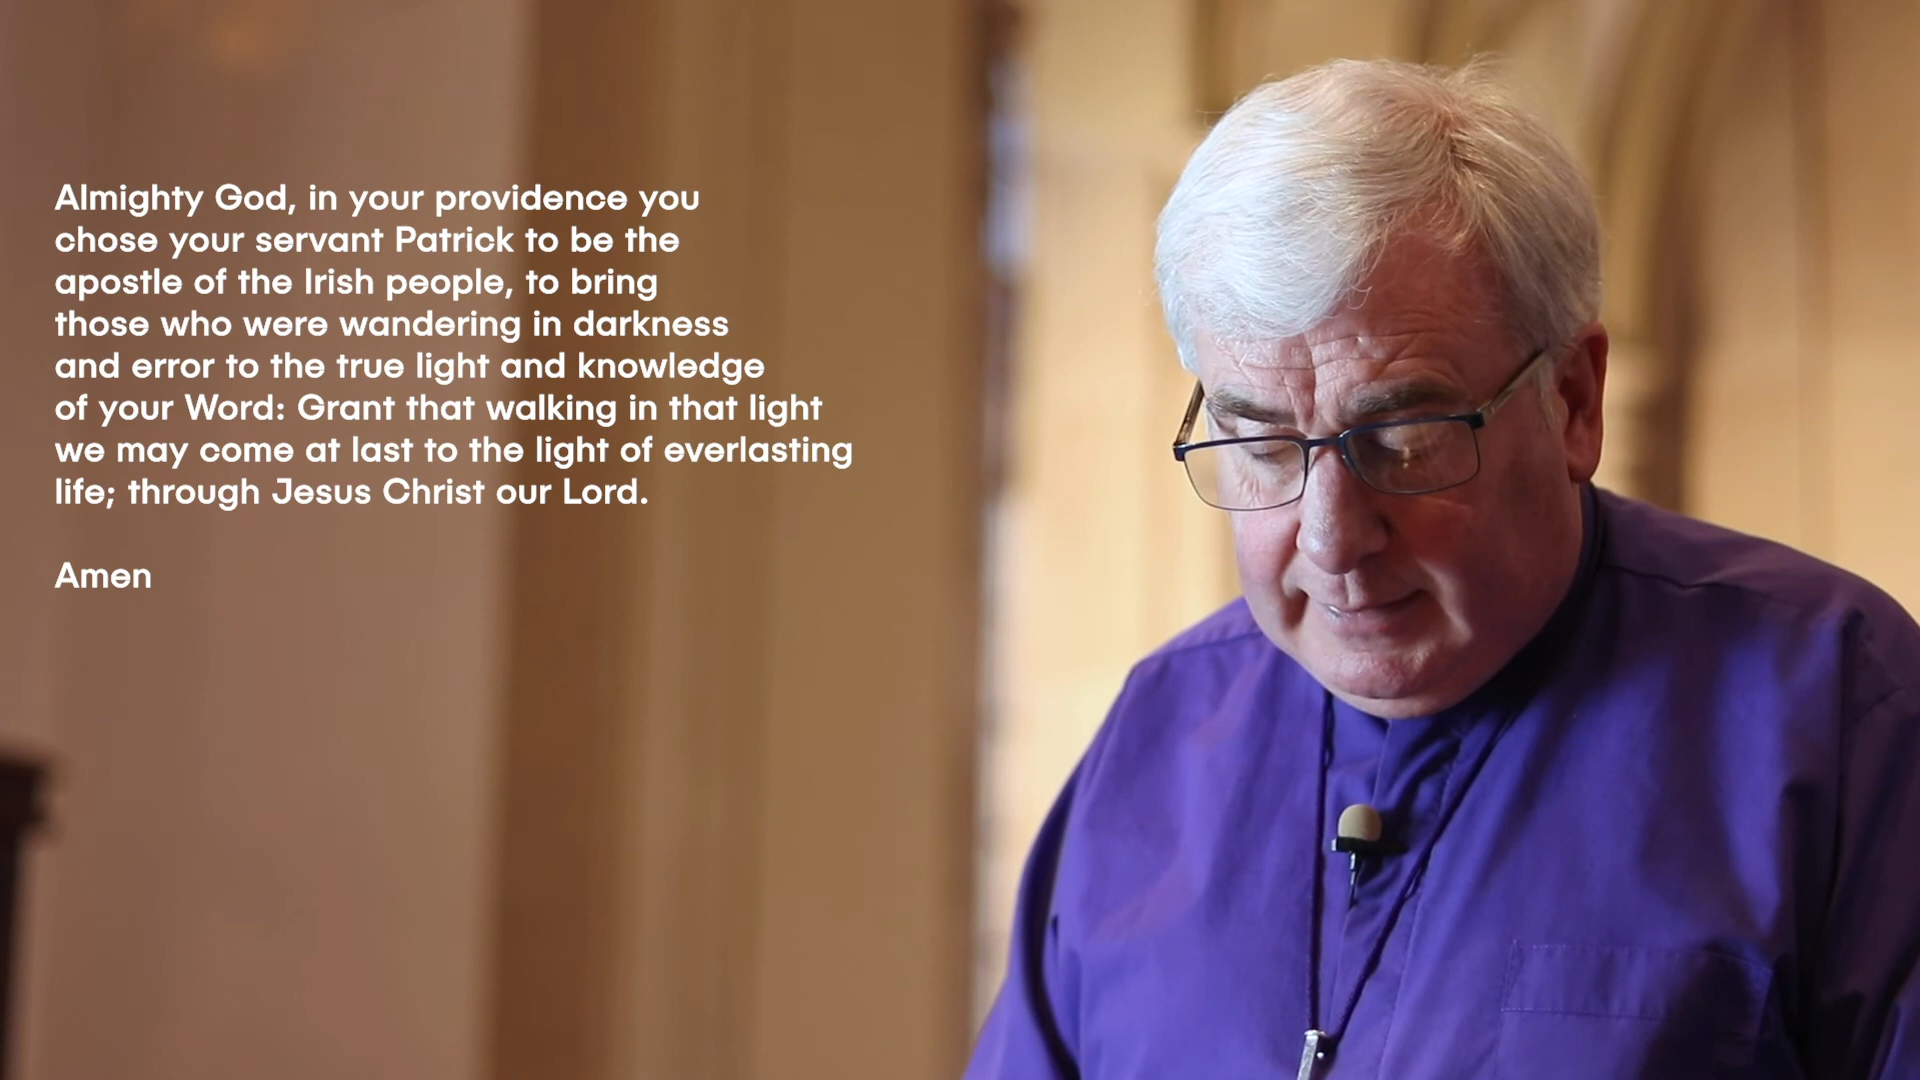 Almighty God, in your providence you
chose your servant Patrick to be the
apostle of the Irish people, to bring
those who were wandering in darkness
and error to the true light and knowledge
of your Word: Grant that walking in that light
we may come at last to the light of everlasting
life; through Jesus Christ our Lord.
Amen